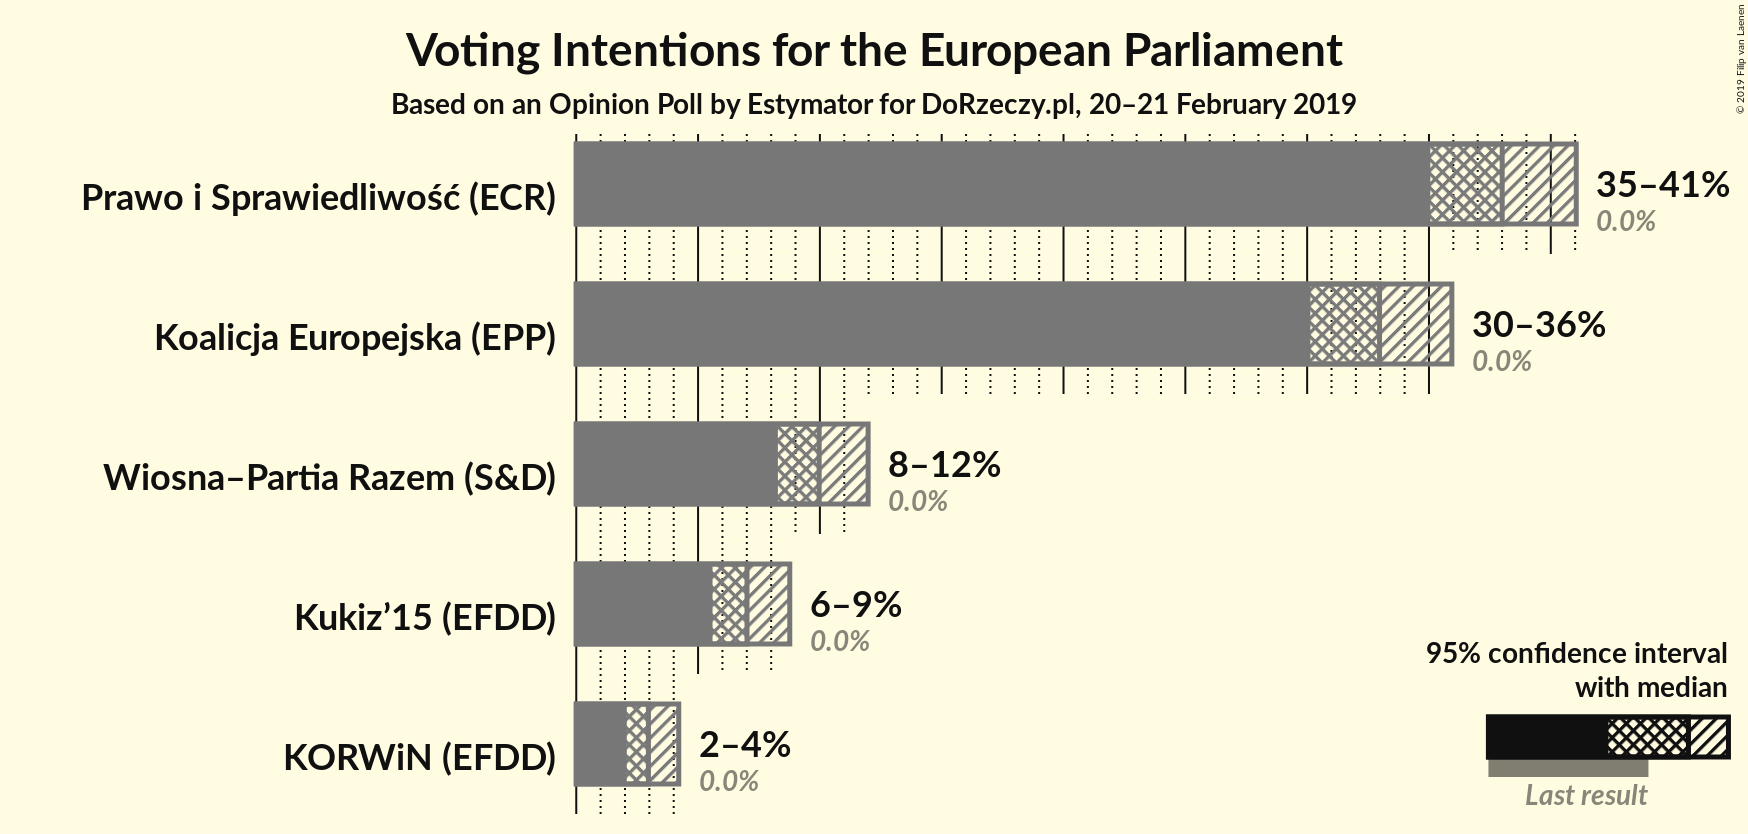 Voting Intentions for the European Parliament
Based on an Opinion Poll by Estymator for DoRzeczy.pl, 20–21 February 2019
© 2019 Filip van Laenen
Prawo i Sprawiedliwość (ECR)
35–41%
0.0%
Koalicja Europejska (EPP)
30–36%
0.0%
Wiosna–Partia Razem (S&D)
8–12%
0.0%
Kukiz’15 (EFDD)
6–9%
0.0%
KORWiN (EFDD)
2–4%
0.0%
95% confidence interval
with median
Last result